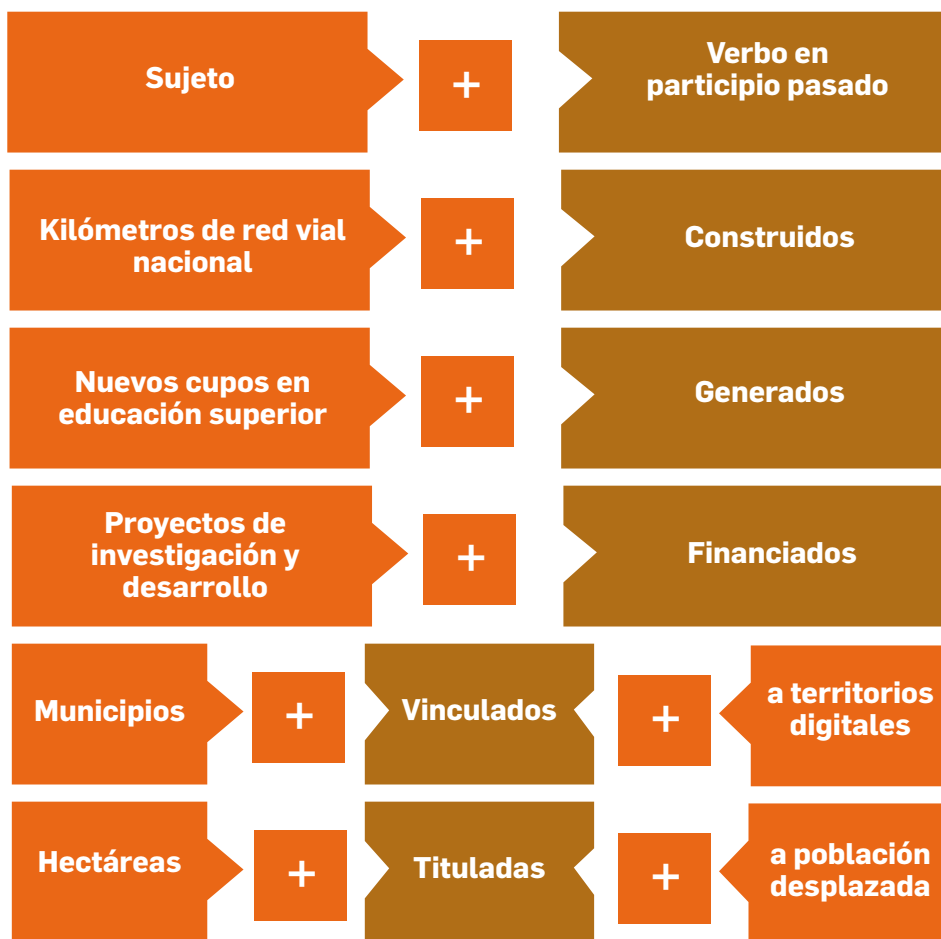 Sujeto
+
Verbo en
participio pasado
Kilómetros de red vial
nacional
+
Construidos
Nuevos cupos en
educación superior
+
Generados
Proyectos de
investigación y
desarrollo
+
Financiados
Municipios
+
Vinculados
+
a territorios
digitales
Hectáreas
+
Tituladas
+
a población
desplazada